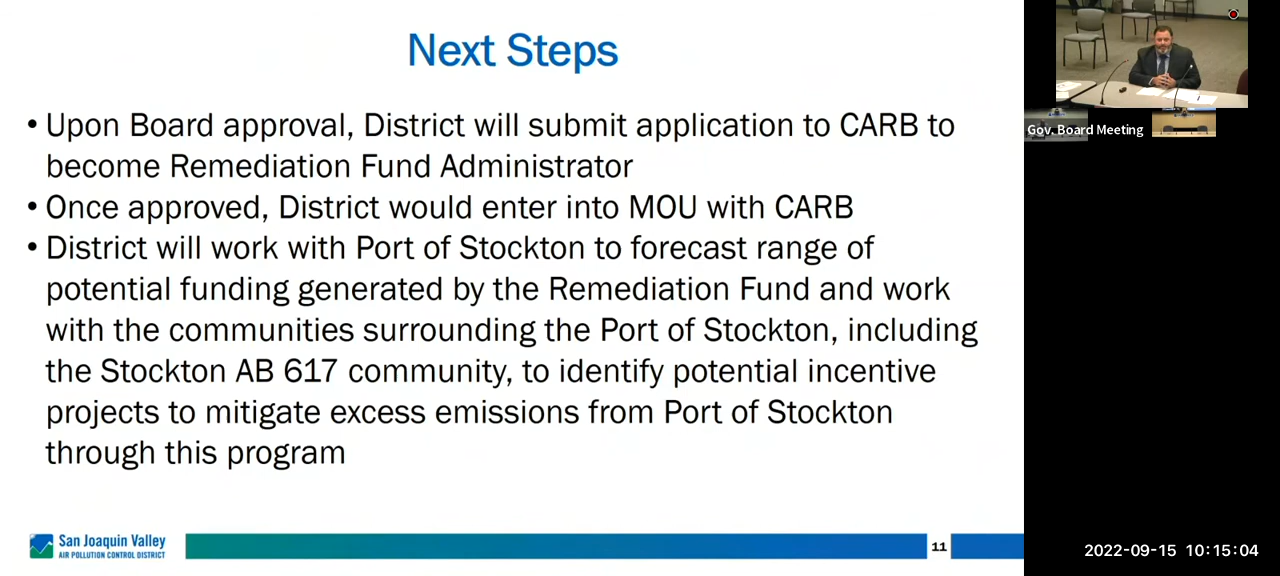 Next Steps
• Upon Board approval, District will submit application to CARB to
become Remediation Fund Administrator
• Once approved, District would enter into MOU with CARB
• District will work with Port of Stockton to forecast range of
potential funding generated by the Remediation Fund and work
with the communities surrounding the Port of Stockton, including
the Stockton AB 617 community, to identify potential incentive
projects to mitigate excess emissions from Port of Stockton
through this program
San Joaquin Valley
AIR POLLUTION CONTROL DISTRICT
11
Gov. Board Meeting
2022-09-15 10:15:04